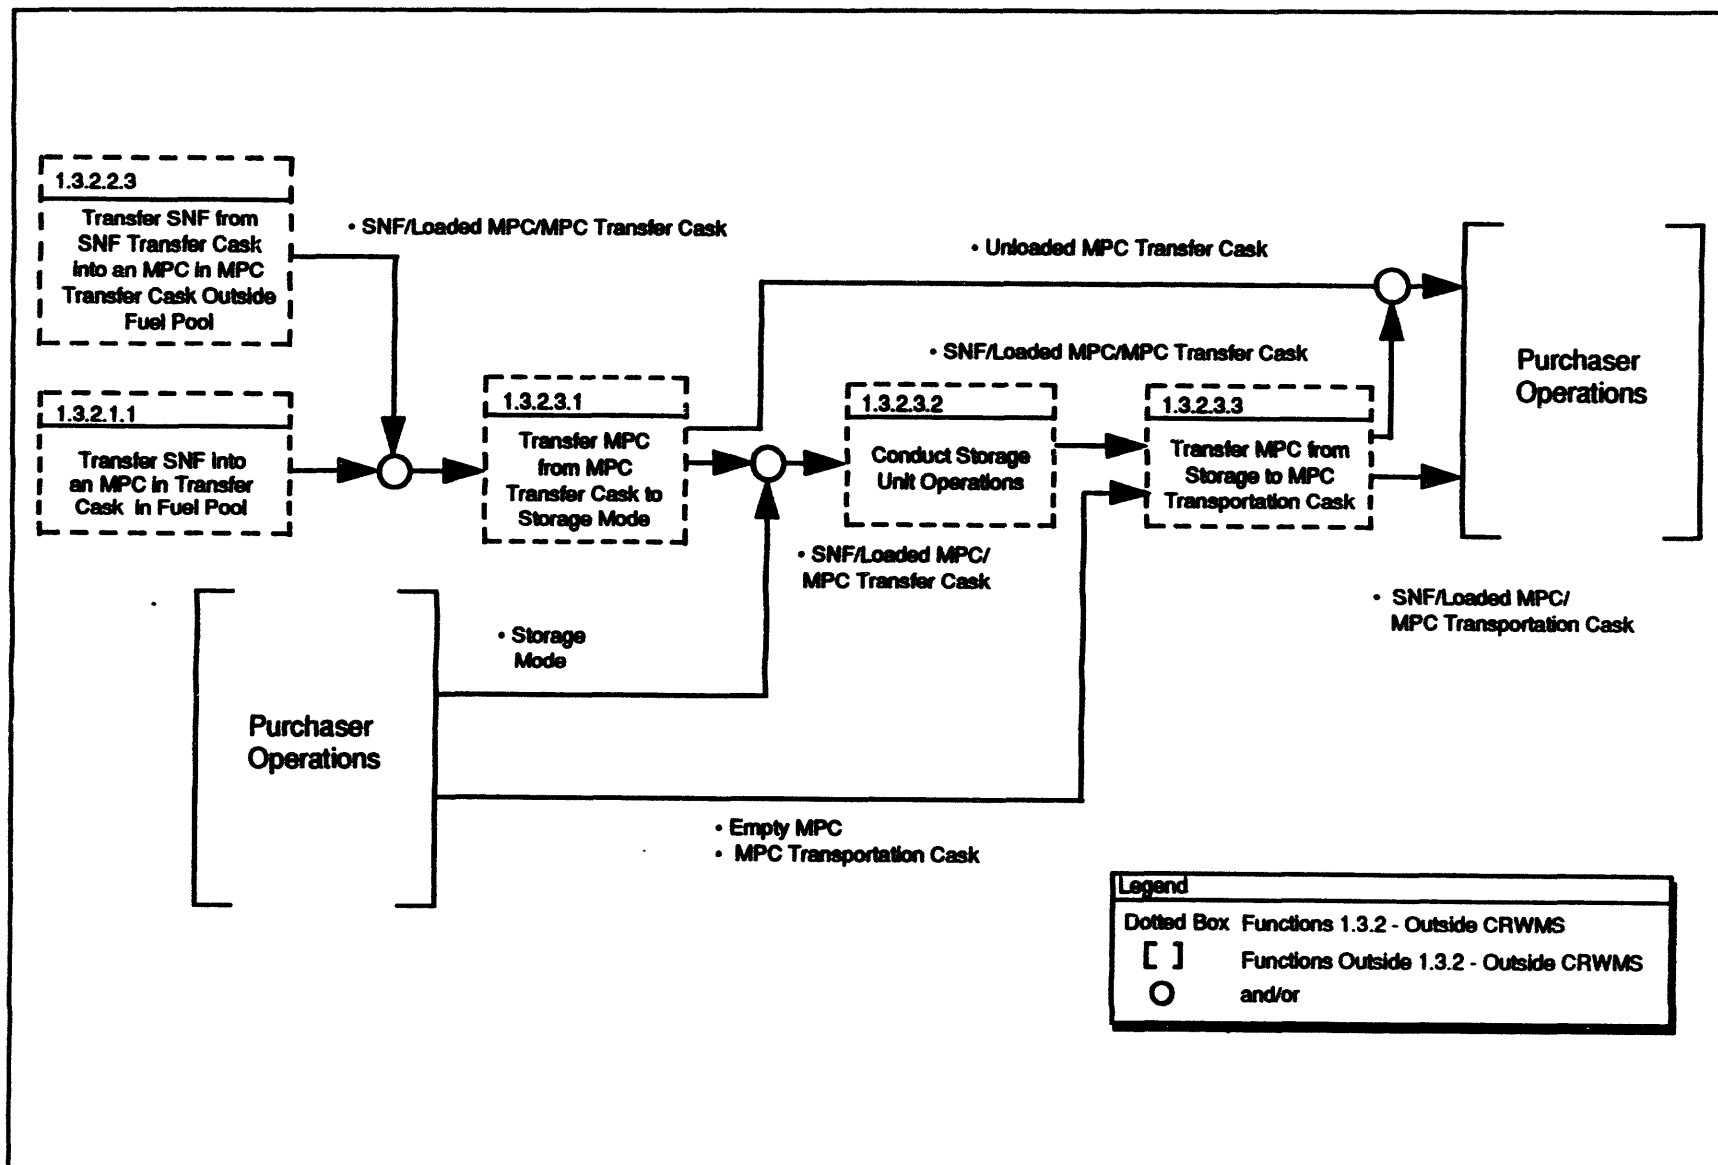 1.3.2.2.3
Transfer SNF from
SNF Transfer Cask
into an MPC in MPC
Transfer Cask Outside
Fuel Pool
• SNF/Loaded MPC/MPC Transfer Cask
• Unloaded MPC Transfer Cask
• SNF/Loaded MPC/MPC Transfer Cask
Purchaser
Operations
1.3.2.1.1
Transfer SNF into
an MPC in Transfer
Cask in Fuel Pool
1.3.2.3.1
Transfer MPC
from MPC
Transfer Cask to
Storage Mode
1.3.2.3.2
Conduct Storage
Unit Operations
1.3.2.3.3
Transfer MPC from
Storage to MPC
Transportation Cask
• SNF/Loaded MPC/
MPC Transfer Cask
• SNF/Loaded MPC/
MPC Transportation Cask
• Storage
Mode
Purchaser
Operations
• Empty MPC
• MPC Transportation Cask
Legend
Dotted Box Functions 1.3.2 - Outside CRWMS
[ ] Functions Outside 1.3.2 - Outside CRWMS
and/or